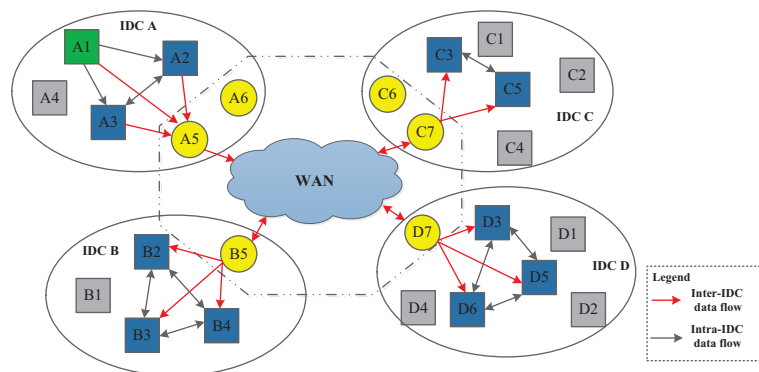 IDC A
A1
A2
A4
A3
A5
A6
C1
C3
C2
C5
C6
IDC C
C7
C4
WAN
IDC B
B2
B5
B1
B3
B4
D7
D3
D1
D5
IDC D
D4
D6
D2
Legend
Inter-IDC
data flow
Intra-IDC
data flow